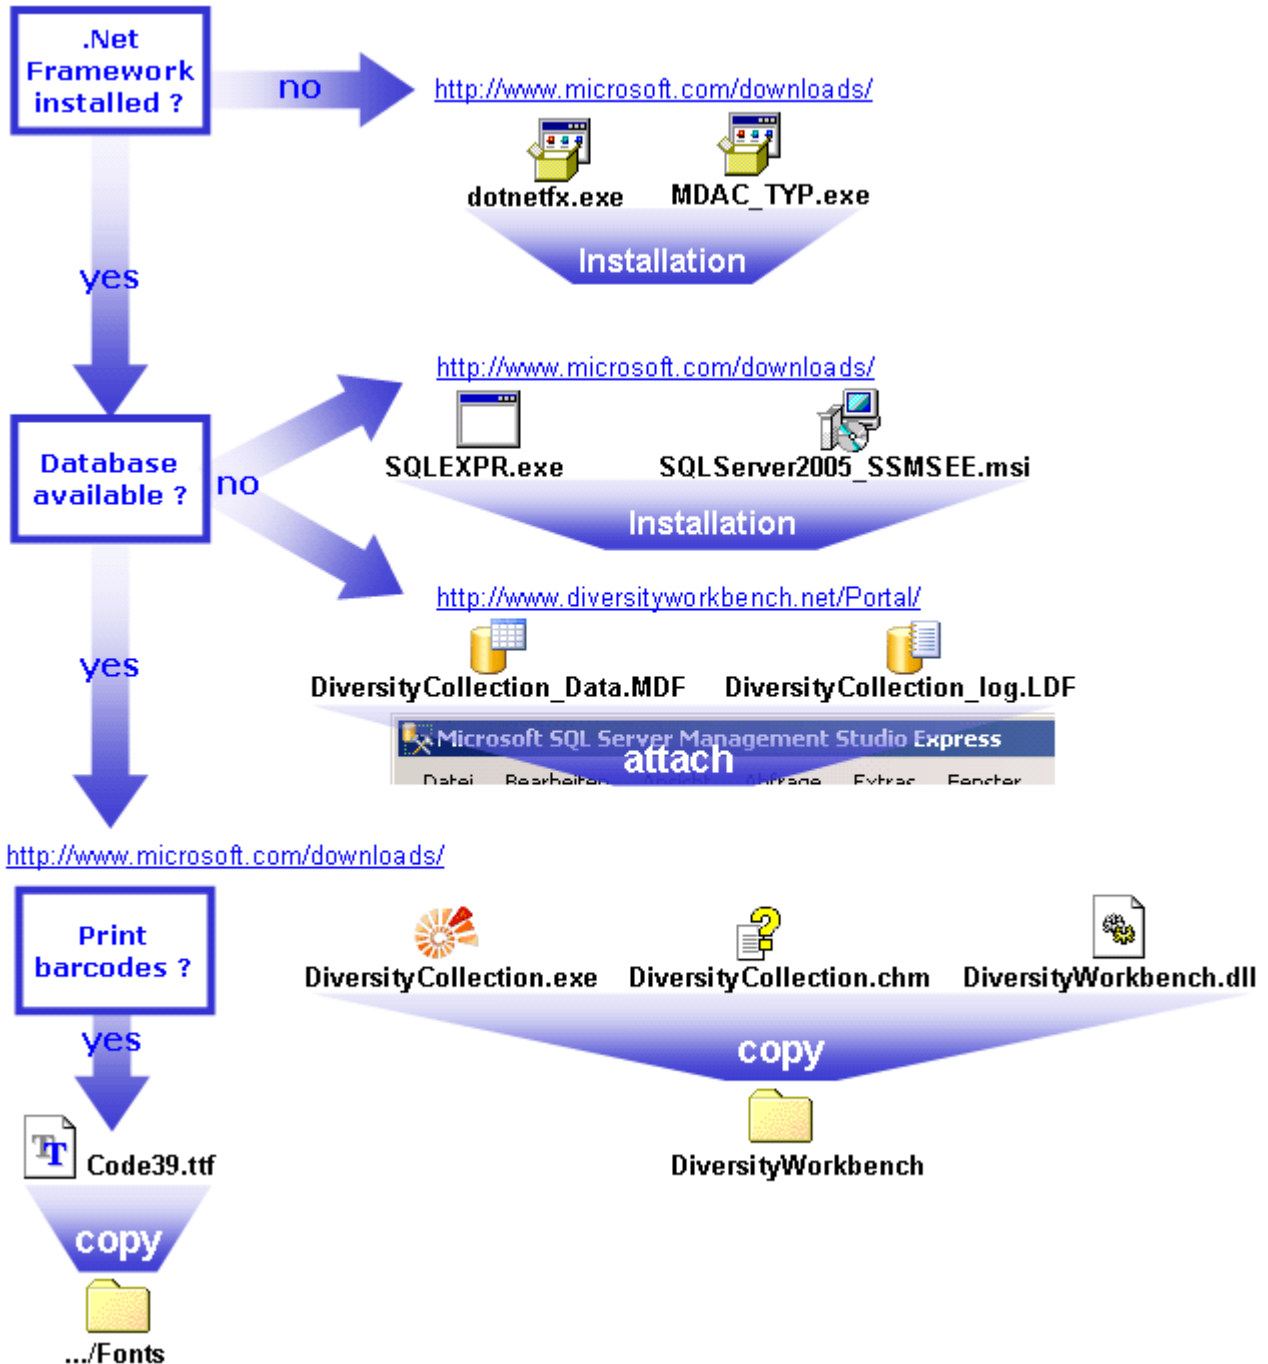 .Net
Framework
installed ?
no
http://www.microsoft.com/downloads/
dotnetfx.exe
MDAC_TYP.exe
Installation
yes
http://www.microsoft.com/downloads/
Database
available ?
no
SQLEXPR.exe
SQLServer2005_SSMSEE.msi
Installation
http://www.diversityworkbench.net/Portal/
yes
DiversityCollection_Data.MDF
DiversityCollection_log.LDF
Microsoft SQL Server Management Studio Express
attach
Datei Bearbeiten Ansicht Abfrage Extras Fenster
http://www.microsoft.com/downloads/
Print
barcodes ?
DiversityCollection.exe
DiversityCollection.chm
DiversityWorkbench.dll
yes
copy
DiversityWorkbench
Code39.ttf
copy
.../Fonts